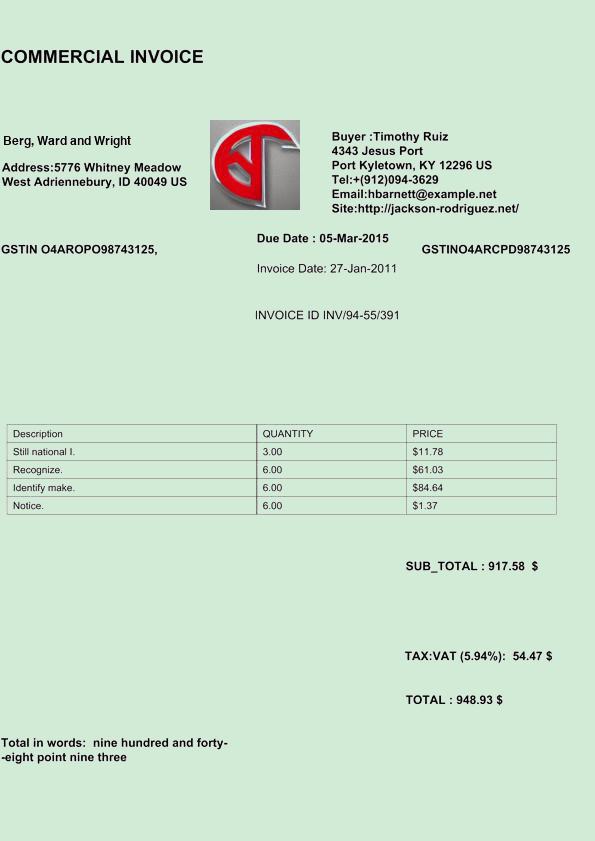 COMMERCIAL INVOICE
Berg, Ward and Wright
Address:5776 Whitney Meadow
West Adriennebury, ID 40049 US
Buyer :Timothy Ruiz
4343 Jesus Port
Port Kyletown, KY 12296 US
Tel:+(912)094-3629
Email:hbarnett@example.net
Site:http://jackson-rodriguez.net/
GSTIN O4AROPO98743125,
Due Date : 05-Mar-2015
GSTINO4ARCPD98743125
Invoice Date: 27-Jan-2011
INVOICE ID INV/94-55/391
Description QUANTITY PRICE
Still national I. 3.00 $11.78
Recognize. 6.00 $61.03
Identify make. 6.00 $84.64
Notice. 6.00 $1.37
SUB_TOTAL : 917.58 $
TAX:VAT (5.94%): 54.47 $
TOTAL : 948.93 $
Total in words: nine hundred and forty-
-eight point nine three